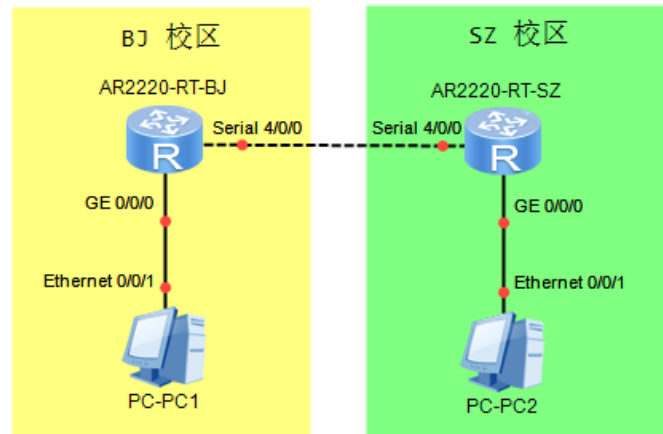 BJ 校区
SZ 校区
AR2220-RT-BJ
AR2220-RT-SZ
Serial 4/0/0
Serial 4/0/0
R
R
GE 0/0/0
GE 0/0/0
Ethernet 0/0/1
Ethernet 0/0/1
PC-PC1
PC-PC2